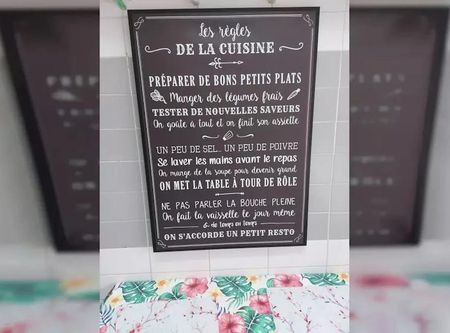 Les règles
DE LA CUISINE
PRÉPARER DE BONS PETITS PLATS
Manger des légumes frais
TESTER DE NOUVELLES SAVEURS
On goûte à tout et on finit son assiette
UN PEU DE SEL... UN PEU DE POIVRE
Se laver les mains avant le repas
On mange de la soupe pour devenir grand
ON MET LA TABLE À TOUR DE RÔLE
NE PAS PARLER LA BOUCHE PLEINE
On fait la vaisselle le jour même
& de temps en temps
ON S'ACCORDE UN PETIT RESTO